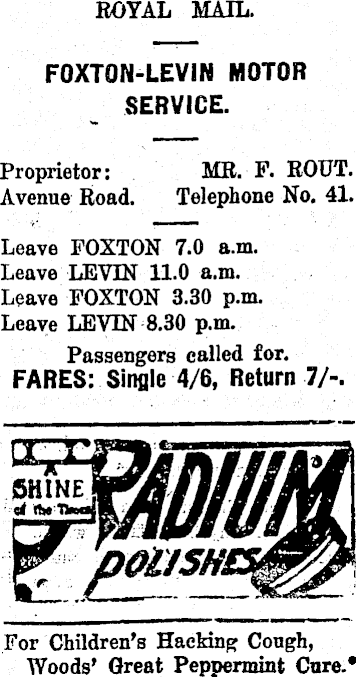 ROYAL MAIL.
FOXTON-LEVIN MOTOR
SERVICE.
Proprietor: MR. F. ROUT.
Avenue Road. Telephone No. 41.
Leave FOXTON 7.0 a.m.
Leave LEVIN 11.0 a.m.
Leave FOXTON 3.30 p.m.
Leave LEVIN 8.30 p.m.
Passengers called for.
FARES: Single 4/6, Return 7/-.
A
SHINE
of the Times
RADIUM
POLISHES
For Children's Hacking Cough,
Woods' Great Peppermint Cure.*